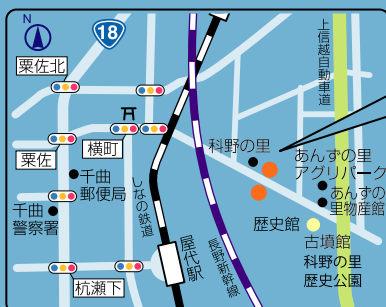 N
18
粟佐北
上信越自動車道
粟佐
横町
科野の里
あんずの里
アグリパーク
あんずの
里物産館
千曲
郵便局
しなの鉄道
千曲
警察署
歴史館
古墳館
科野の里
歴史公園
屋代駅
長野新幹線
杭瀬下